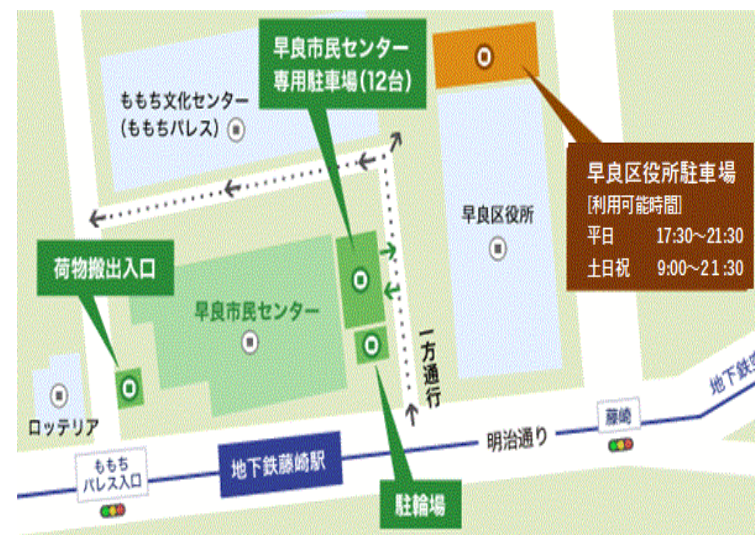 早良市民センター
専用駐車場(12台)
ももち文化センター
(ももちパレス)
早良区役所駐車場
[利用可能時間]
平日 17:30～21:30
土日祝 9:00～21:30
早良区役所
荷物搬出入口
早良市民センター
一方通行
ロッテリア
地下鉄空
藤崎
明治通り
ももち
パレス入口
地下鉄藤崎駅
駐輪場